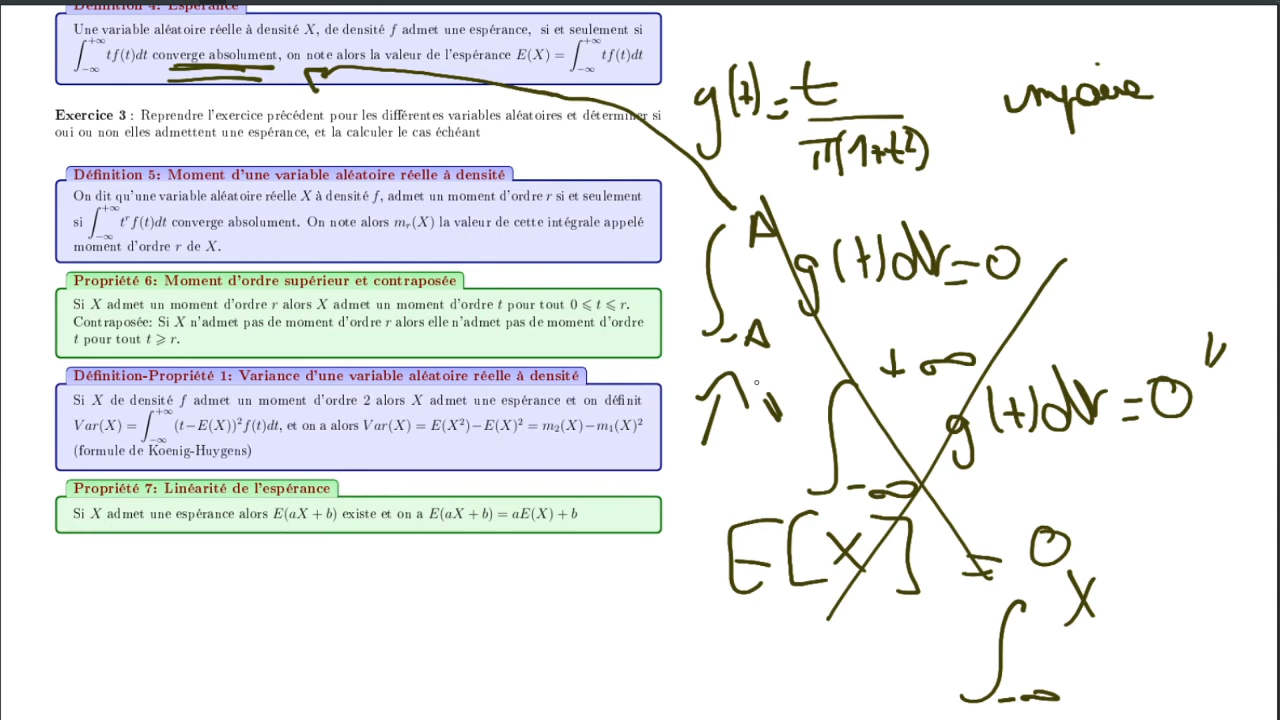 Définition 4: Espérance
Une variable aléatoire réelle à densité X, de densité f admet une espérance, si et seulement si
∫_{−∞}^{+∞} tf(t)dt converge absolument, on note alors la valeur de l'espérance E(X) = ∫_{−∞}^{+∞} tf(t)dt
Exercice 3 : Reprendre l'exercice précédent pour les différentes variables aléatoires et déterminer si
oui ou non elles admettent une espérance, et la calculer le cas échéant
Définition 5: Moment d'une variable aléatoire réelle à densité
On dit qu'une variable aléatoire réelle X à densité f, admet un moment d'ordre r si et seulement
si ∫_{−∞}^{+∞} t^r f(t)dt converge absolument. On note alors m_r(X) la valeur de cette intégrale appelé
moment d'ordre r de X.
Propriété 6: Moment d'ordre supérieur et contraposée
Si X admet un moment d'ordre r alors X admet un moment d'ordre t pour tout 0 ⩽ t ⩽ r.
Contraposée: Si X n'admet pas de moment d'ordre r alors elle n'admet pas de moment d'ordre
t pour tout t ⩾ r.
Définition-Propriété 1: Variance d'une variable aléatoire réelle à densité
Si X de densité f admet un moment d'ordre 2 alors X admet une espérance et on définit
Var(X) = ∫_{−∞}^{+∞} (t−E(X))²f(t)dt, et on a alors Var(X) = E(X²)−E(X)² = m₂(X)−m₁(X)²
(formule de Koenig-Huygens)
Propriété 7: Linéarité de l'espérance
Si X admet une espérance alors E(aX + b) existe et on a E(aX + b) = aE(X) + b
g(t) = t / π(1+t²) impaire
∫_{−A}^{A} g(t)dt = 0
" ∫_{−∞}^{+∞} g(t)dt = 0 "
E[X] = 0
∫_{−∞}^{X}